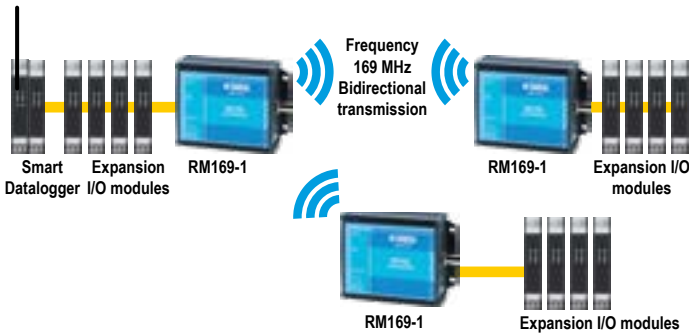 Frequency
169 MHz
Bidirectional
transmission
Smart
Datalogger
Expansion
I/O modules
RM169-1
RM169-1
Expansion I/O
modules
RM169-1
Expansion I/O modules